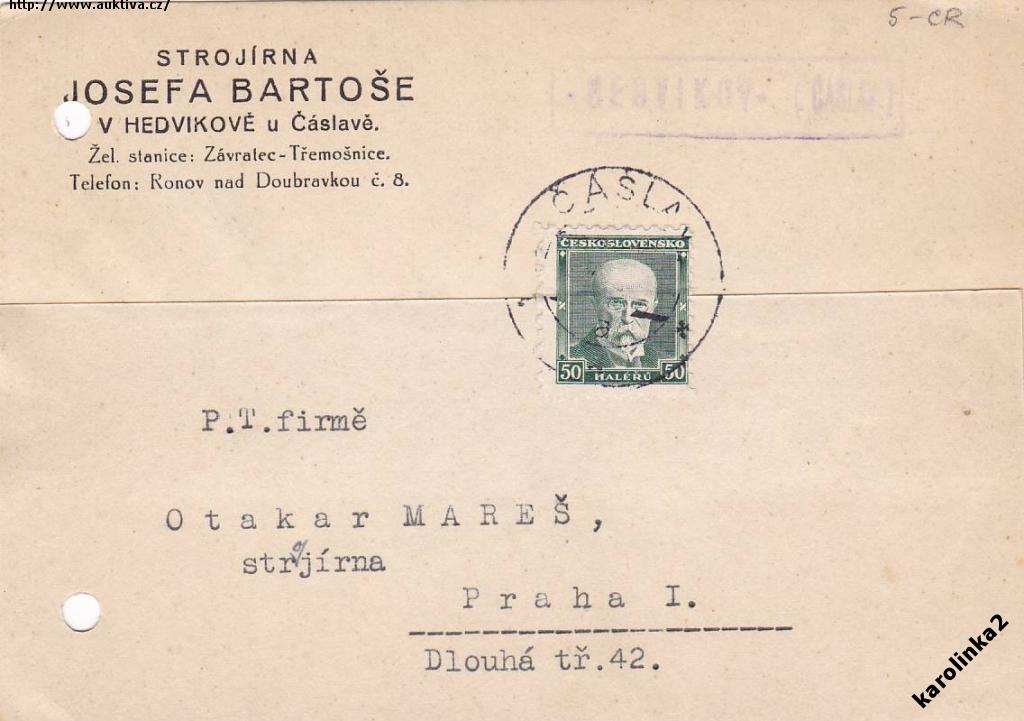 http://www.auktiva.cz/
5-CR
STROJÍRNA
JOSEFA BARTOŠE
V HEDVIKOVĚ u Čáslavě.
Žel. stanice: Závratec-Třemošnice.
Telefon: Ronov nad Doubravkou č. 8.
ČÁSLA
ČESKOSLOVENSKO
50 HALÉŘŮ 50
P.T.firmě
Otakar MAREŠ,
strojírna
Praha I.
Dlouhá tř.42.
karolinka2